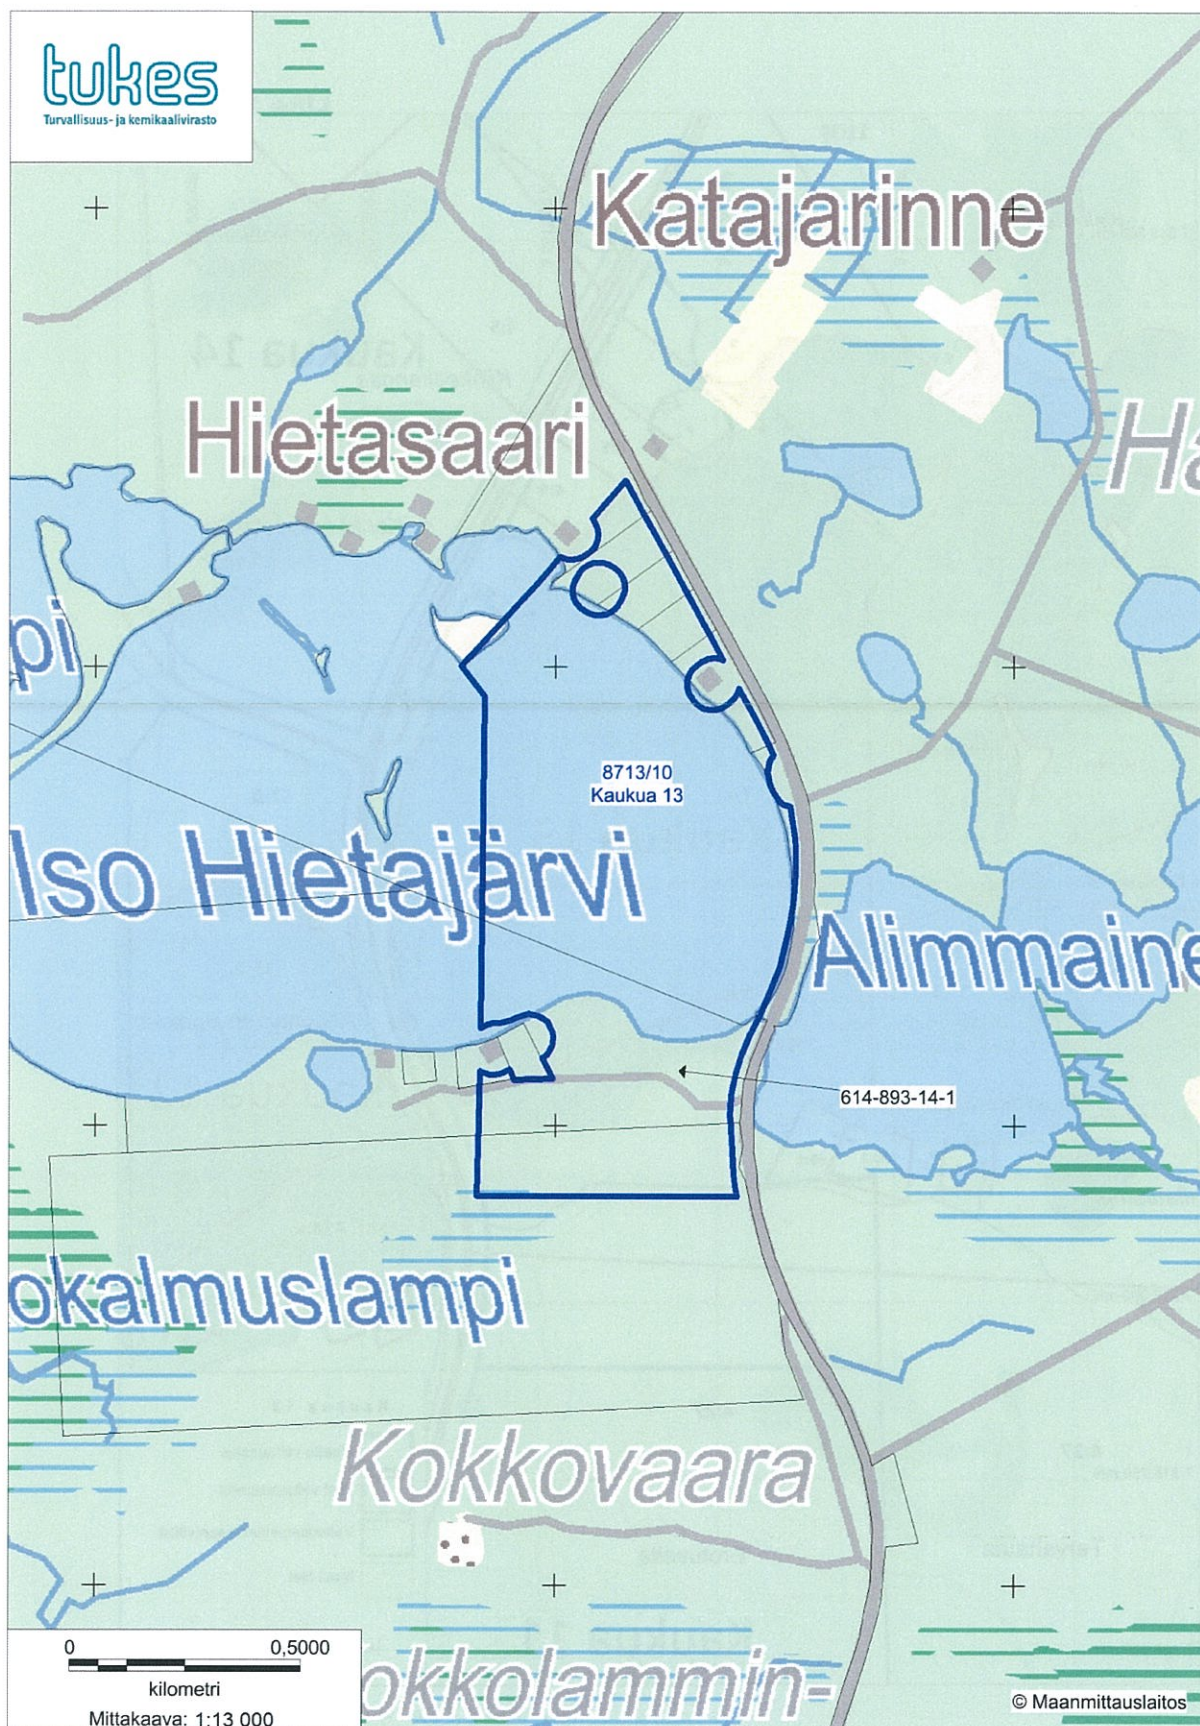 tukes
Turvallisuus- ja kemikaalivirasto
Katajarinne
Hietasaari
Ha
pi
8713/10
Kaukua 13
Iso Hietajärvi
Alimmaine
614-893-14-1
okalmuslampi
Kokkovaara
0 0,5000
kilometri
Mittakaava: 1:13 000
okkolammin-
© Maanmittauslaitos